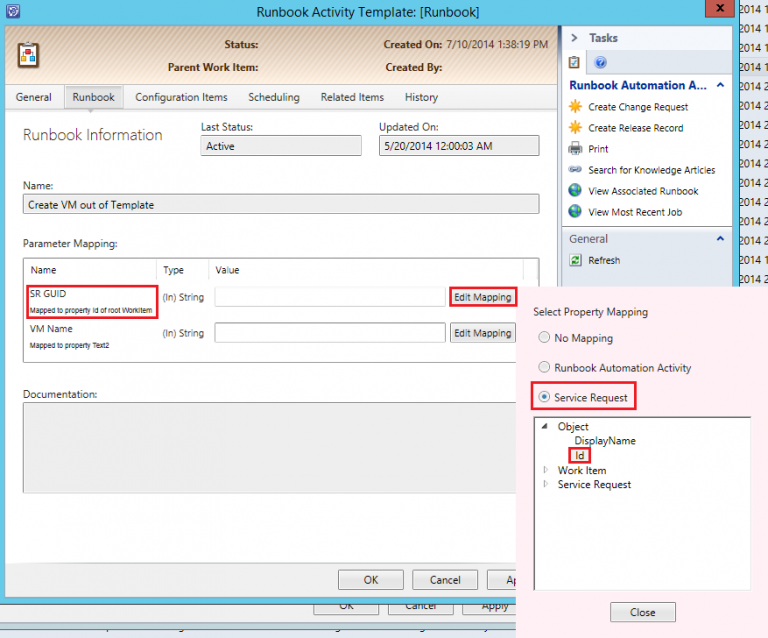 Runbook Activity Template: [Runbook]
x
Status:
Created On: 7/10/2014 1:38:19 PM
Parent Work Item:
Created By:
General
Runbook
Configuration Items
Scheduling
Related Items
History
Runbook Information
Last Status:
Active
Updated On:
5/20/2014 12:00:03 AM
Name:
Create VM out of Template
Parameter Mapping:
Name
Type
Value
SR GUID
Mapped to property Id of root WorkItem
(In) String
Edit Mapping
VM Name
Mapped to property Text2
(In) String
Edit Mapping
Documentation:
OK
Cancel
Ap
OK
Cancel
Apply
Tasks
Runbook Automation A...
Create Change Request
Create Release Record
Print
Search for Knowledge Articles
View Associated Runbook
View Most Recent Job
General
Refresh
Select Property Mapping
No Mapping
Runbook Automation Activity
Service Request
Object
DisplayName
Id
Work Item
Service Request
Close
2014 1
2014 1
2014 1
2014 1
2014 2
2014 2
2014 2
2014 2
2014 2
2014 2
2014 2
2014 2
2014 2
2014 1
2014 2